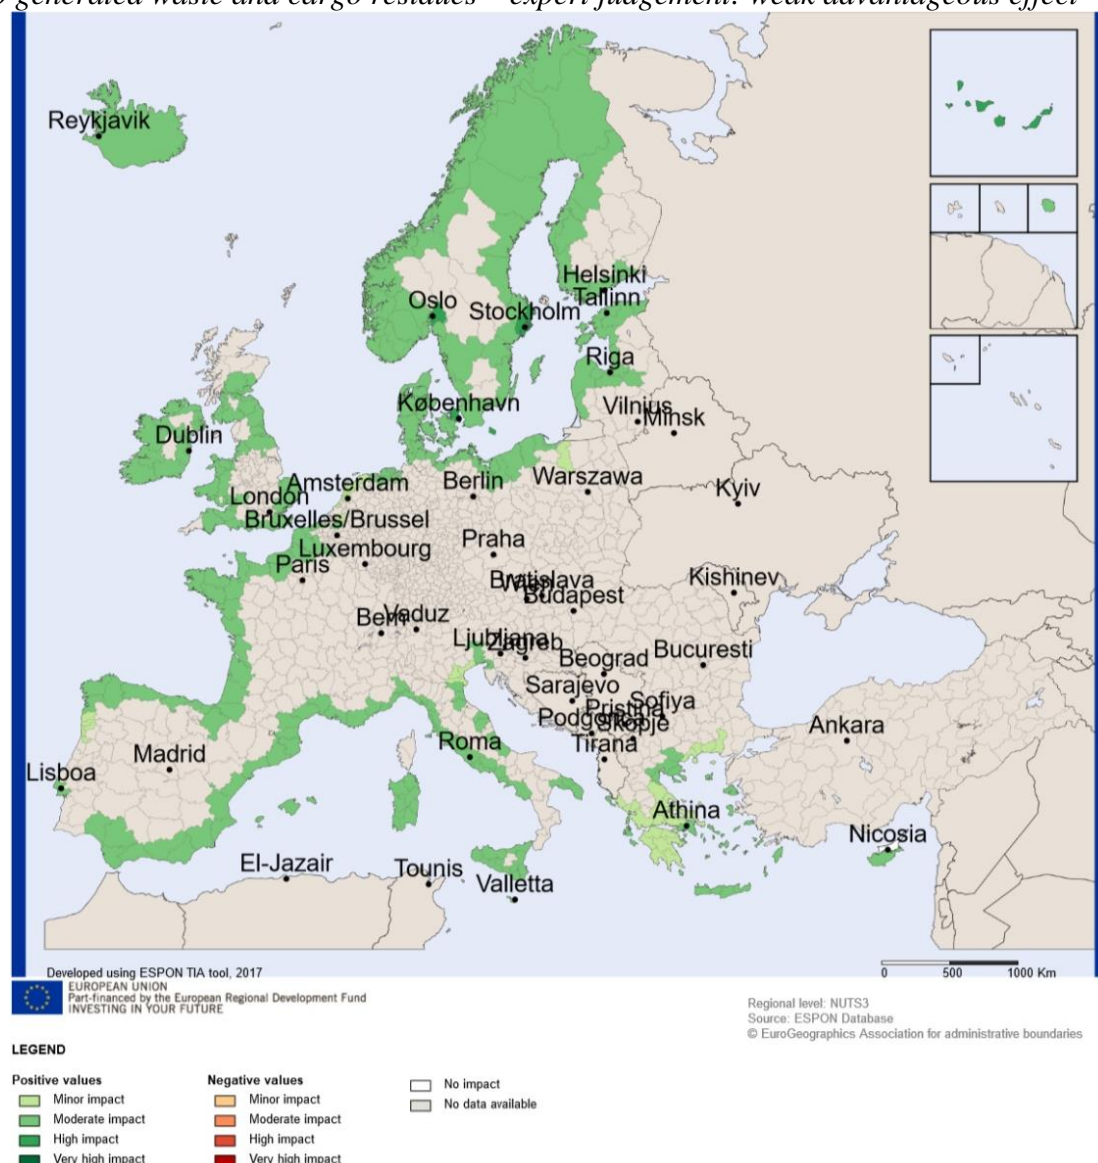 generated waste and cargo residues – expert judgement: weak advantageous effect
Reykjavik
Helsinki
Tallinn
Oslo
Stockholm
Riga
København
Vilnius
Minsk
Dublin
Amsterdam
Berlin
Warszawa
London
Kyiv
Bruxelles/Brussel
Praha
Luxembourg
Paris
Bratislava
Wien
Kishinev
Budapest
Vaduz
Bern
Ljubljana
Zagreb
Bucuresti
Beograd
Sarajevo
Sofiya
Pristina
Podgorica
Skopje
Ankara
Roma
Tirana
Madrid
Lisboa
Athina
Nicosia
El-Jazair
Tounis
Valletta
Developed using ESPON TIA tool, 2017
0 500 1000 Km
EUROPEAN UNION
Part-financed by the European Regional Development Fund
INVESTING IN YOUR FUTURE
Regional level: NUTS3
Source: ESPON Database
© EuroGeographics Association for administrative boundaries
LEGEND
Positive values
Minor impact
Moderate impact
High impact
Very high impact
Negative values
Minor impact
Moderate impact
High impact
Very high impact
No impact
No data available